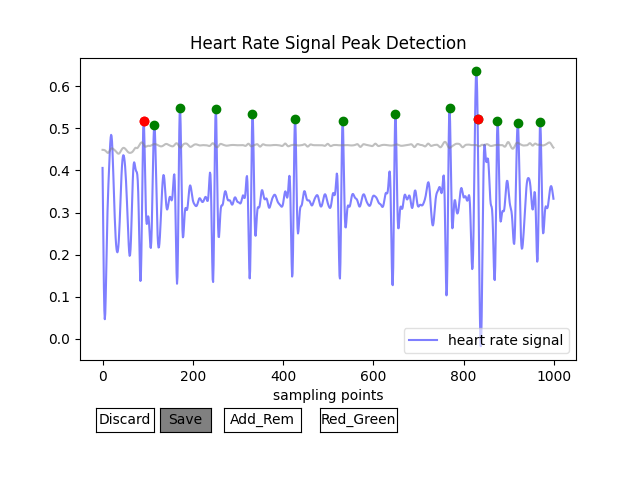 Heart Rate Signal Peak Detection
0.6
0.5
0.4
0.3
0.2
0.1
0.0
heart rate signal
0 200 400 600 800 1000
sampling points
Discard Save Add_Rem Red_Green